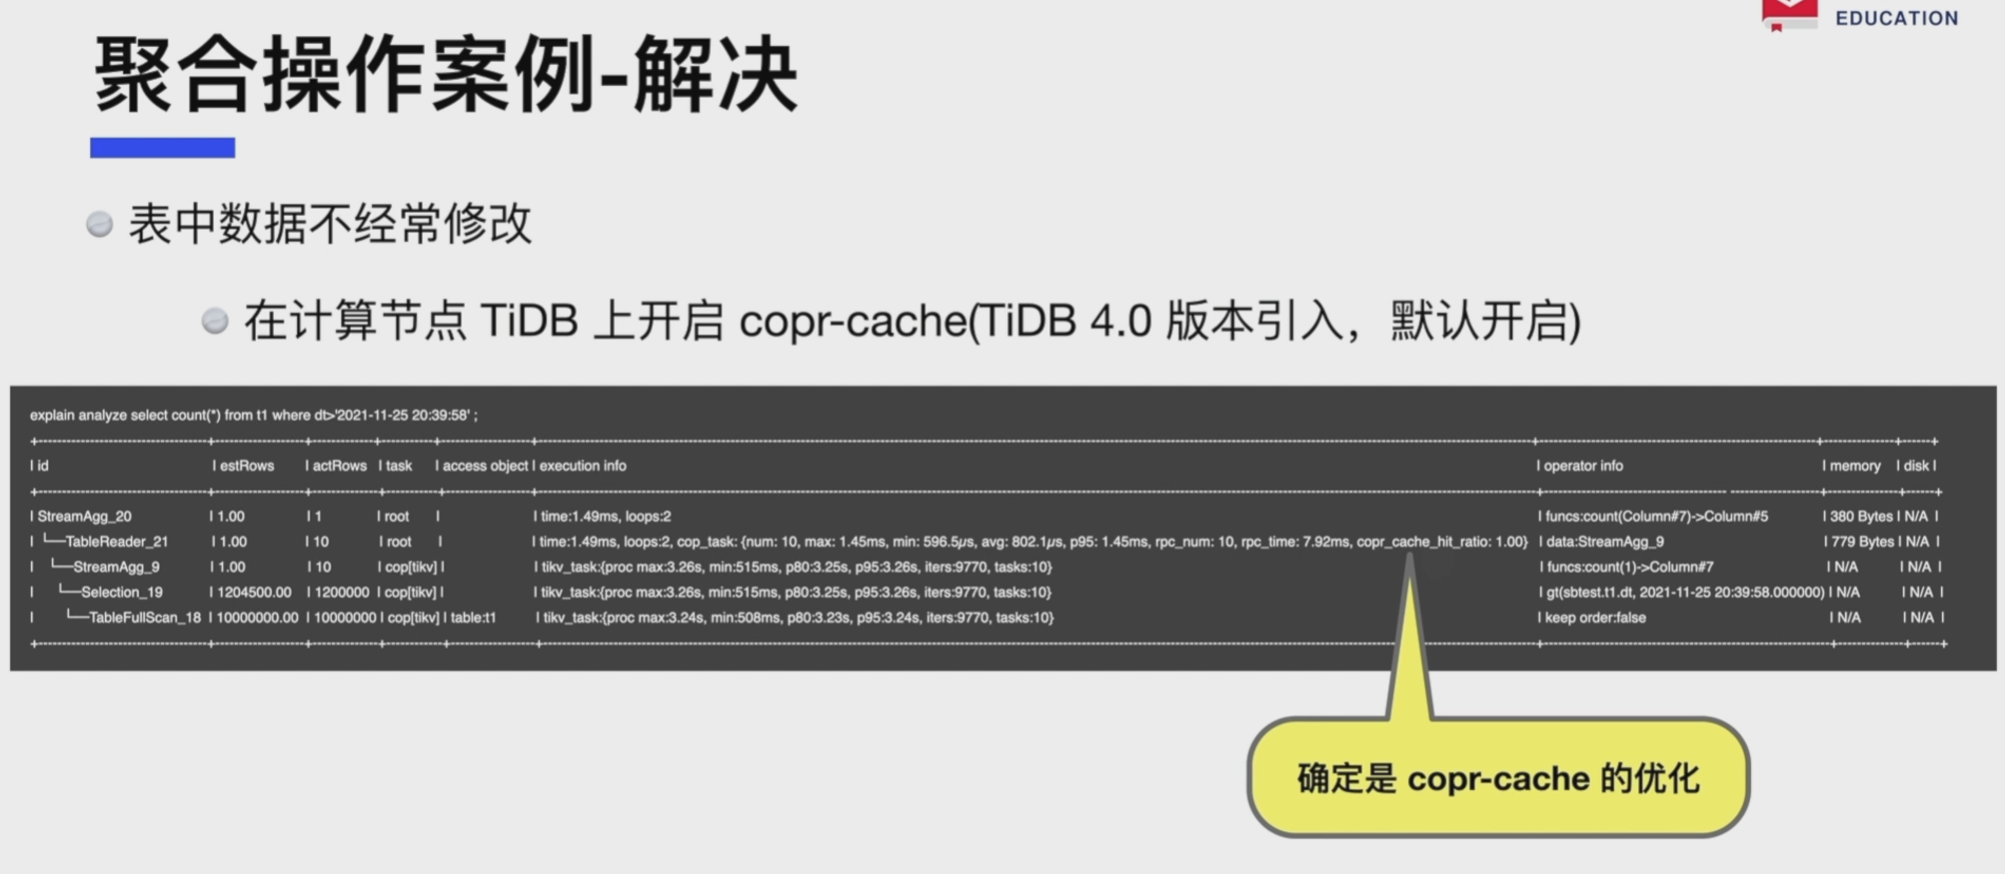 EDUCATION
聚合操作案例-解决
表中数据不经常修改
在计算节点 TiDB 上开启 copr-cache(TiDB 4.0 版本引入，默认开启)
explain analyze select count(*) from t1 where dt>'2021-11-25 20:39:58' ;
| id | estRows | actRows | task | access object | execution info | operator info | memory | disk |
| StreamAgg_20 | 1.00 | 1 | root | | time:1.49ms, loops:2 | funcs:count(Column#7)->Column#5 | 380 Bytes | N/A |
| └─TableReader_21 | 1.00 | 10 | root | | time:1.49ms, loops:2, cop_task: {num: 10, max: 1.45ms, min: 596.5µs, avg: 802.1µs, p95: 1.45ms, rpc_num: 10, rpc_time: 7.92ms, copr_cache_hit_ratio: 1.00} | data:StreamAgg_9 | 779 Bytes | N/A |
| └─StreamAgg_9 | 1.00 | 10 | cop[tikv] | | tikv_task:{proc max:3.26s, min:515ms, p80:3.25s, p95:3.26s, iters:9770, tasks:10} | funcs:count(1)->Column#7 | N/A | N/A |
| └─Selection_19 | 1204500.00 | 1200000 | cop[tikv] | | tikv_task:{proc max:3.26s, min:515ms, p80:3.25s, p95:3.26s, iters:9770, tasks:10} | gt(sbtest.t1.dt, 2021-11-25 20:39:58.000000) | N/A | N/A |
| └─TableFullScan_18 | 10000000.00 | 10000000 | cop[tikv] | table:t1 | tikv_task:{proc max:3.24s, min:508ms, p80:3.23s, p95:3.24s, iters:9770, tasks:10} | keep order:false | N/A | N/A |
确定是 copr-cache 的优化